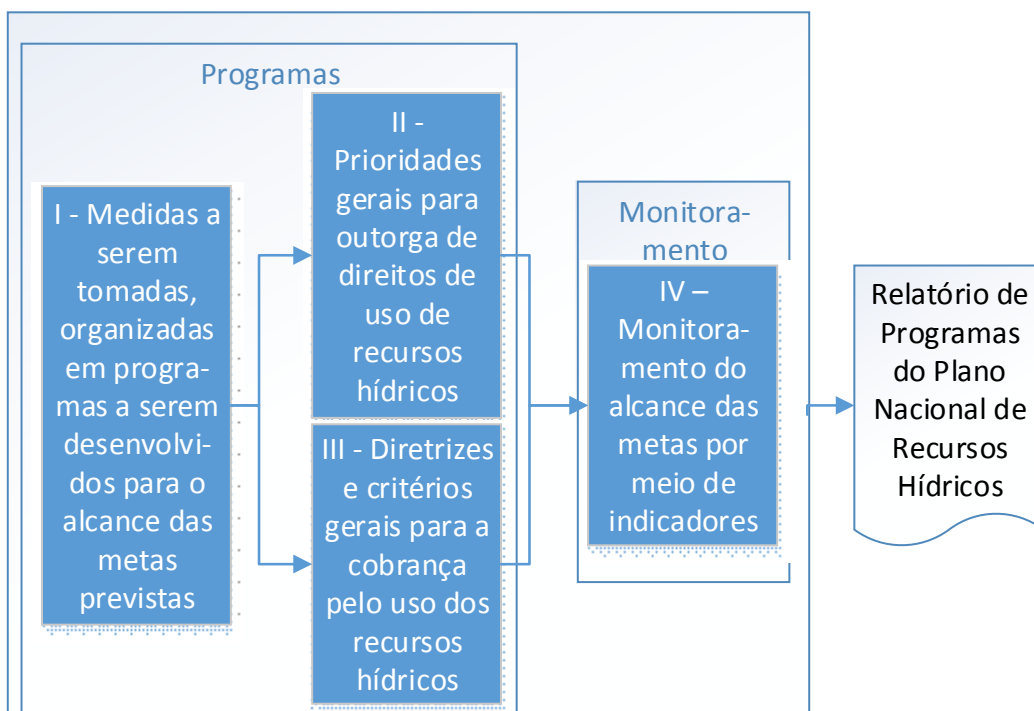 Programas
I - Medidas a
serem
tomadas,
organizadas
em progra-
mas a serem
desenvolvi-
dos para o
alcance das
metas
previstas
II -
Prioridades
gerais para
outorga de
direitos de
uso de
recursos
hídricos
III - Diretrizes
e critérios
gerais para a
cobrança
pelo uso dos
recursos
hídricos
Monitora-
mento
IV –
Monitora-
mento do
alcance das
metas por
meio de
indicadores
Relatório de
Programas
do Plano
Nacional de
Recursos
Hídricos